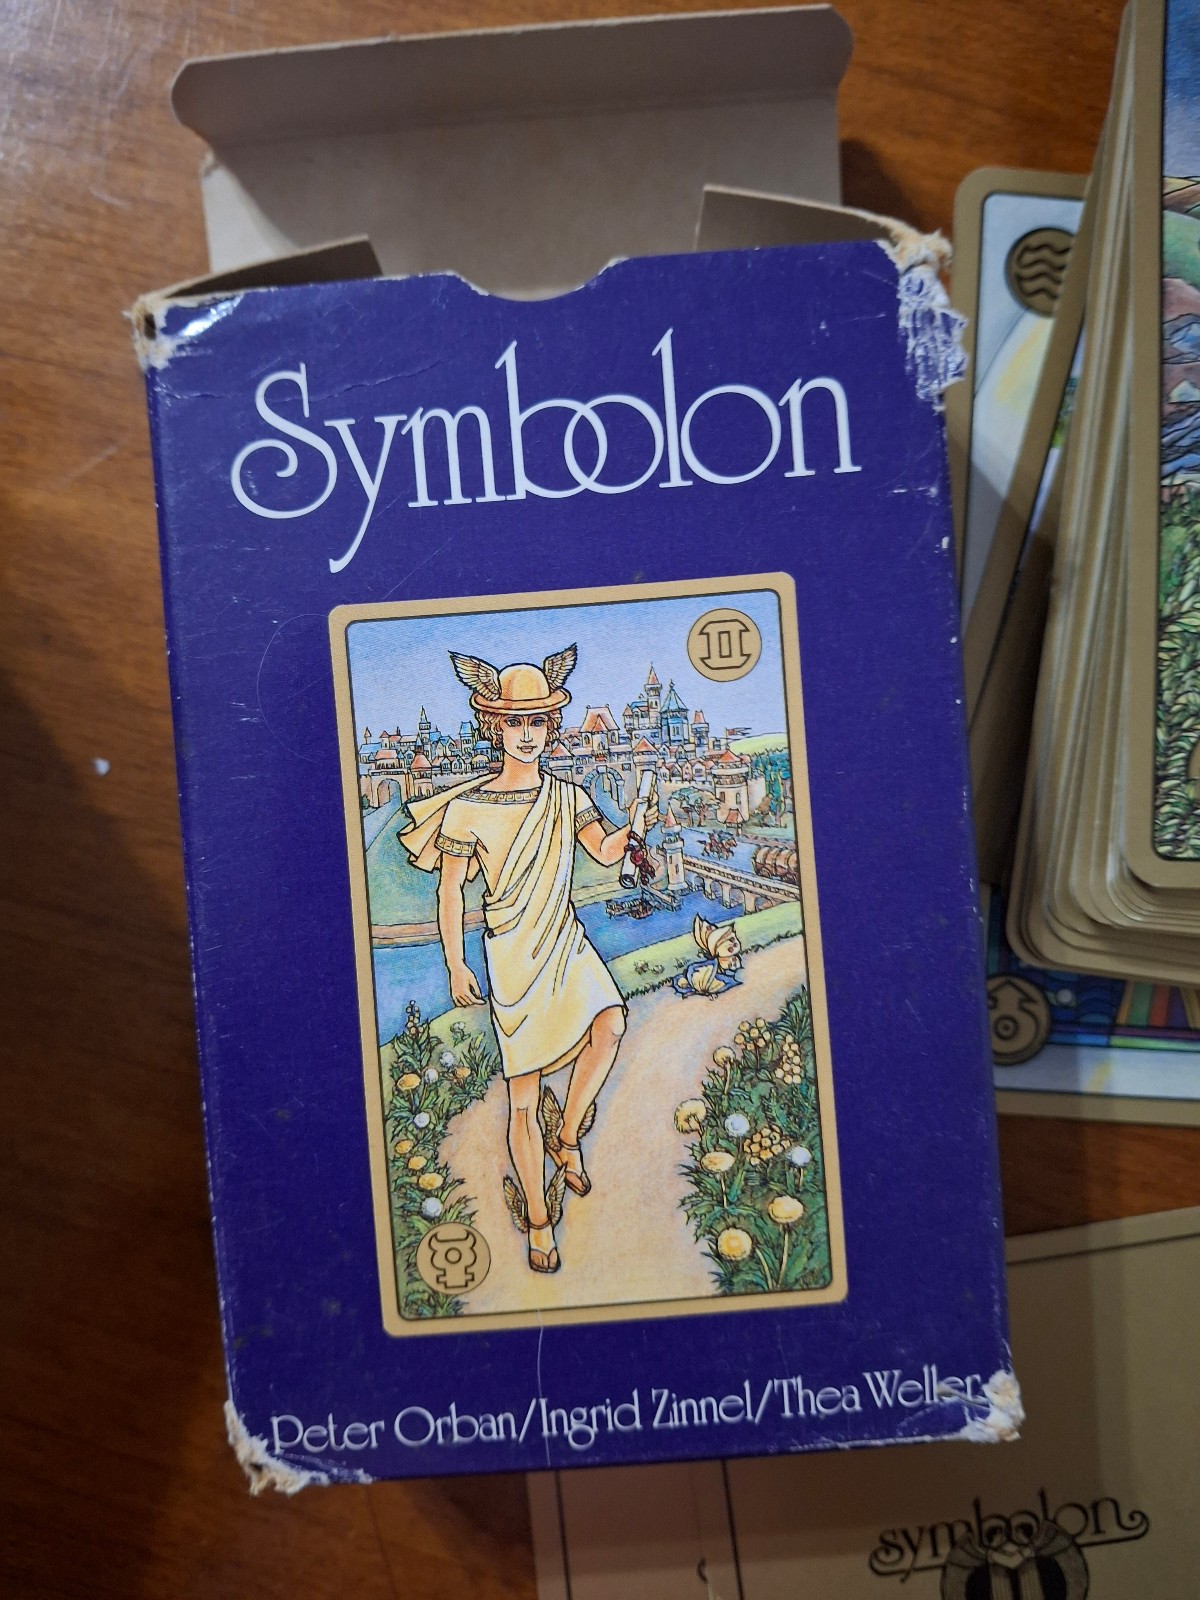 Symbolon
Peter Orban/Ingrid Zinnel/Thea Weller
symbolon